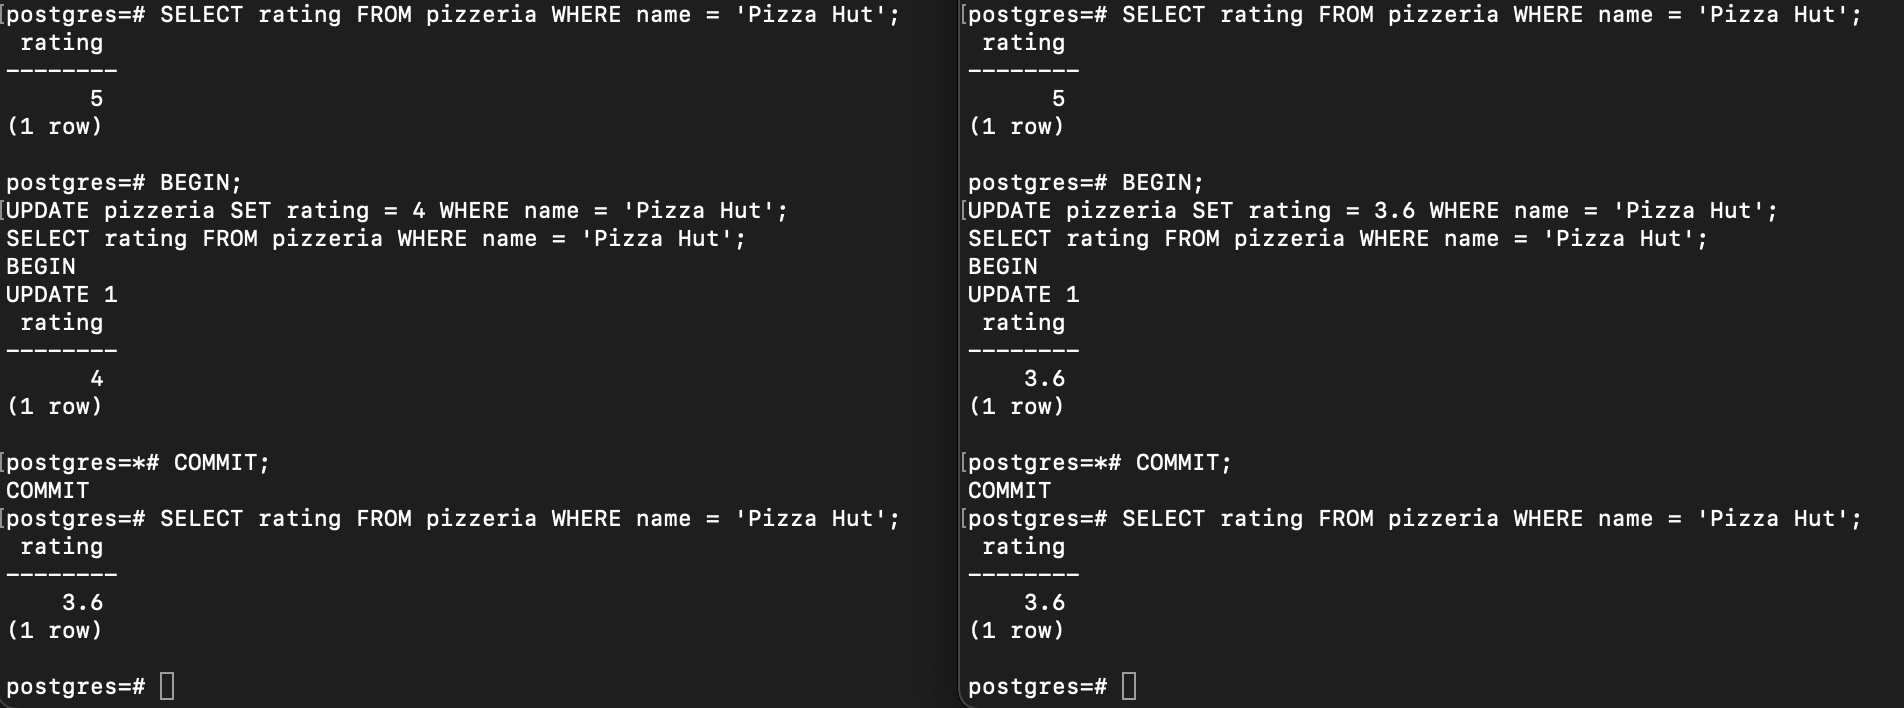 postgres=# SELECT rating FROM pizzeria WHERE name = 'Pizza Hut';
 rating
--------
      5
(1 row)

postgres=# BEGIN;
UPDATE pizzeria SET rating = 4 WHERE name = 'Pizza Hut';
SELECT rating FROM pizzeria WHERE name = 'Pizza Hut';
BEGIN
UPDATE 1
 rating
--------
      4
(1 row)

postgres=*# COMMIT;
COMMIT
postgres=# SELECT rating FROM pizzeria WHERE name = 'Pizza Hut';
 rating
--------
    3.6
(1 row)

postgres=#
postgres=# SELECT rating FROM pizzeria WHERE name = 'Pizza Hut';
 rating
--------
      5
(1 row)

postgres=# BEGIN;
UPDATE pizzeria SET rating = 3.6 WHERE name = 'Pizza Hut';
SELECT rating FROM pizzeria WHERE name = 'Pizza Hut';
BEGIN
UPDATE 1
 rating
--------
    3.6
(1 row)

postgres=*# COMMIT;
COMMIT
postgres=# SELECT rating FROM pizzeria WHERE name = 'Pizza Hut';
 rating
--------
    3.6
(1 row)

postgres=#